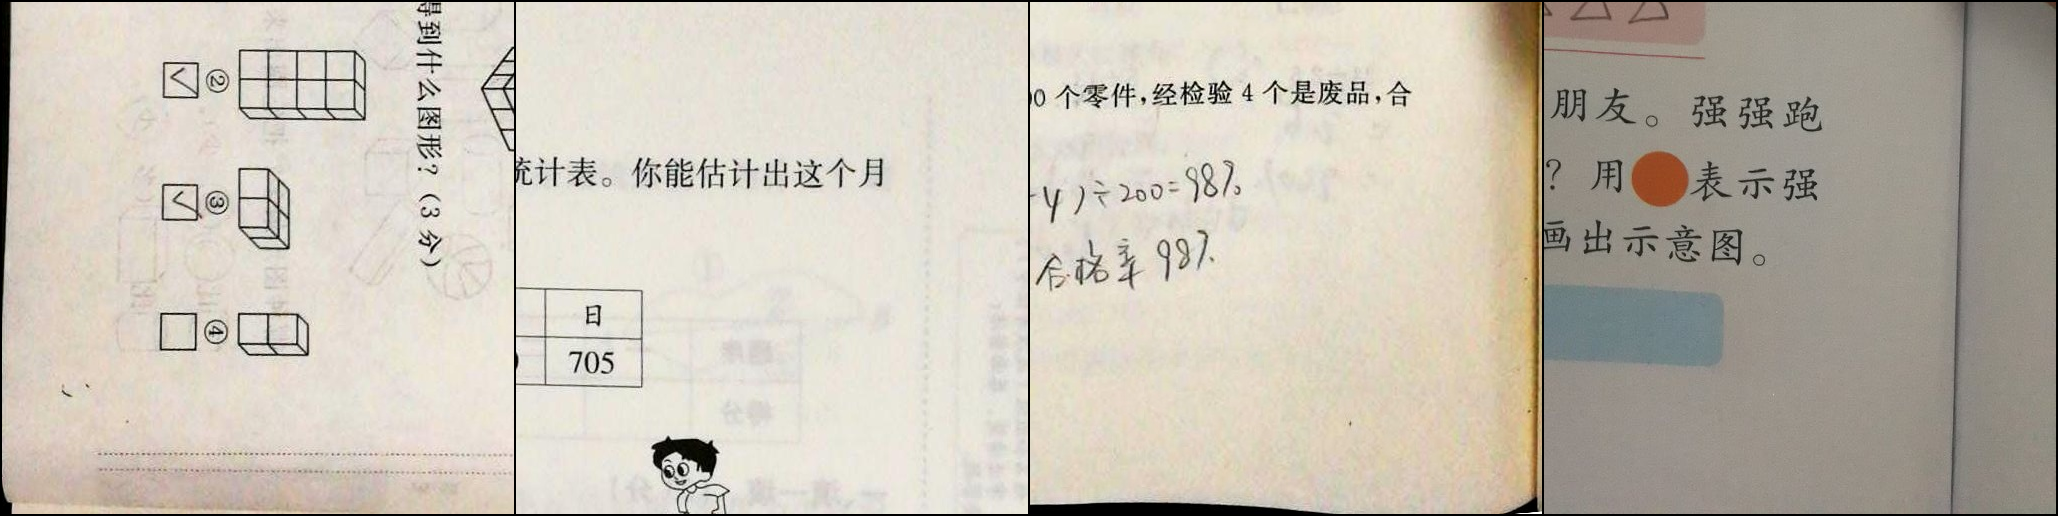 得到什么图形？(3 分)
②
③
④
统计表。你能估计出这个月
日
705
00 个零件，经检验 4 个是废品，合
-4）÷200=98%
合格率 98%
朋友。强强跑
？用 表示强
画出示意图。